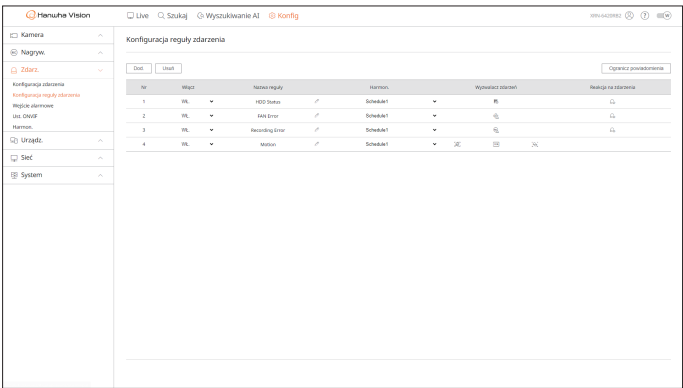 Hanwha Vision
Live Szukaj Wyszukiwanie AI Konfig
XRN-6420RB2
Kamera
Nagryw.
Zdarz.
Konfiguracja zdarzenia
Konfiguracja reguły zdarzenia
Wejście alarmowe
Ust. ONVIF
Harmon.
Urządz.
Sieć
System
Konfiguracja reguły zdarzenia
Dod. Usuń Ogranicz powiadomienia
Nr Włącz Nazwa reguły Harmon. Wyzwalacz zdarzeń Reakcja na zdarzenia
1 WŁ. HDD Status Schedule1
2 WŁ. FAN Error Schedule1
3 WŁ. Recording Error Schedule1
4 WŁ. Motion Schedule1